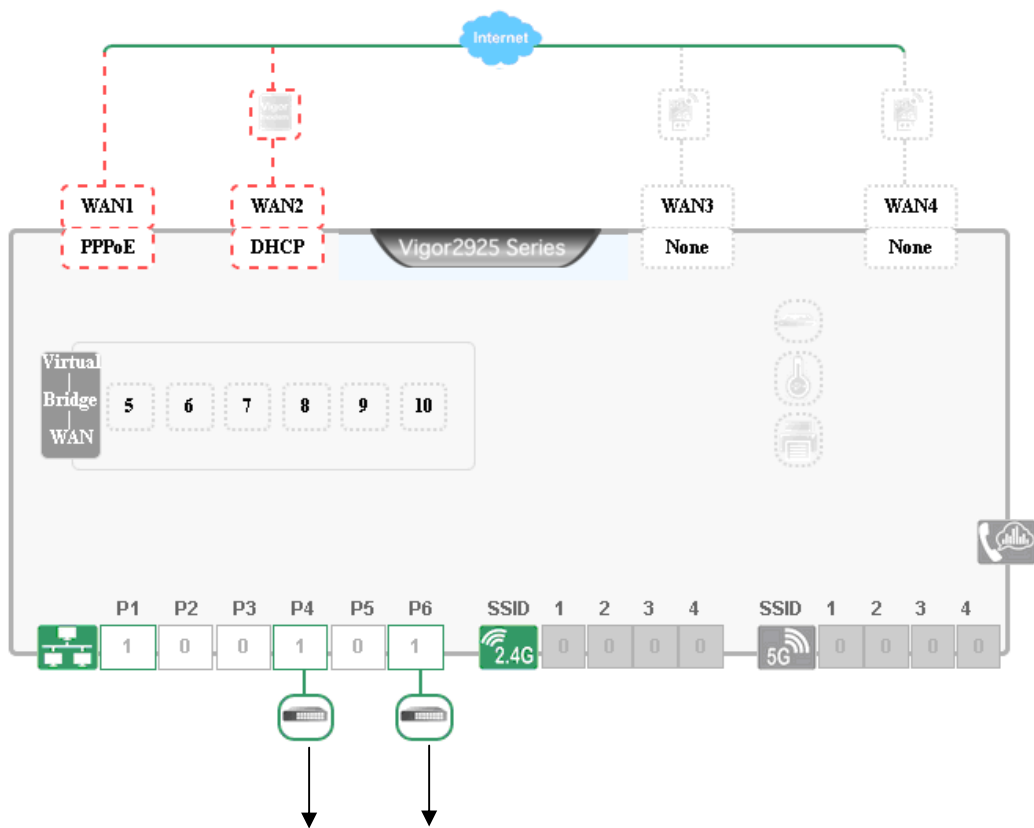 Internet
Vigor
WAN1
WAN2
WAN3
WAN4
PPPoE
DHCP
Vigor2925 Series
None
None
Virtual
Bridge
WAN
5 6 7 8 9 10
P1 P2 P3 P4 P5 P6 SSID 1 2 3 4 SSID 1 2 3 4
1 0 0 1 0 1 2.4G 0 0 0 0 5G 0 0 0 0